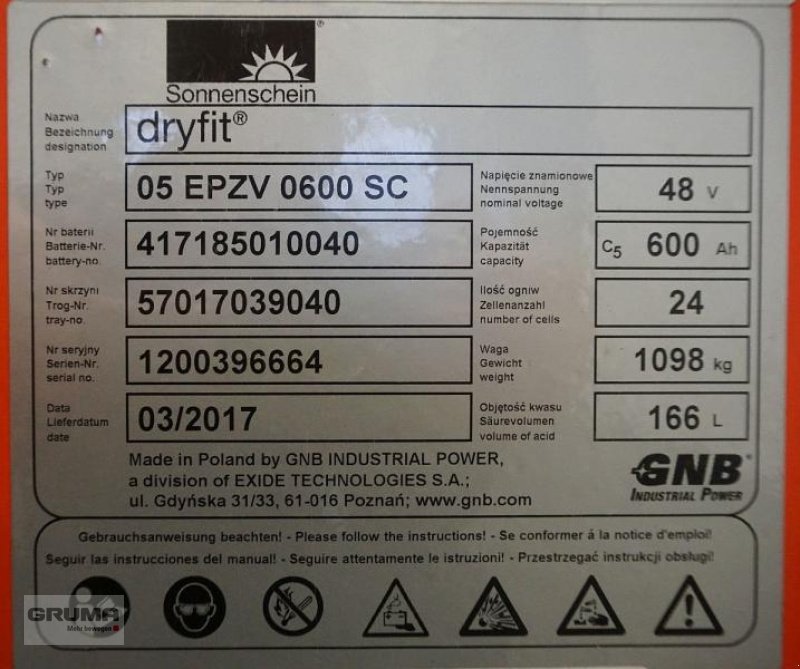 Sonnenschein®
Nazwa
Bezeichnung
designation
dryfit®
Typ
Typ
type
05 EPZV 0600 SC
Napięcie znamionowe
Nennspannung
nominal voltage
48 V
Nr baterii
Batterie-Nr.
battery-no.
417185010040
Pojemność
Kapazität
capacity
C5 600 Ah
Nr skrzyni
Trog-Nr.
tray-no.
57017039040
Ilość ogniw
Zellenanzahl
number of cells
24
Nr seryjny
Serien-Nr.
serial no.
1200396664
Waga
Gewicht
weight
1098 kg
Data
Lieferdatum
date
03/2017
Objętość kwasu
Säurevolumen
volume of acid
166 L
Made in Poland by GNB INDUSTRIAL POWER,
a division of EXIDE TECHNOLOGIES S.A.;
ul. Gdyńska 31/33, 61-016 Poznań; www.gnb.com
GNB®
INDUSTRIAL POWER
Gebrauchsanweisung beachten! - Please follow the instructions! - Se conformer á la notice d'emploi!
Seguir las instrucciones del manual! - Seguire attentamente le istruzioni! - Przestrzegać instrukcji obsługi!
GRUMA
Mehr bewegen